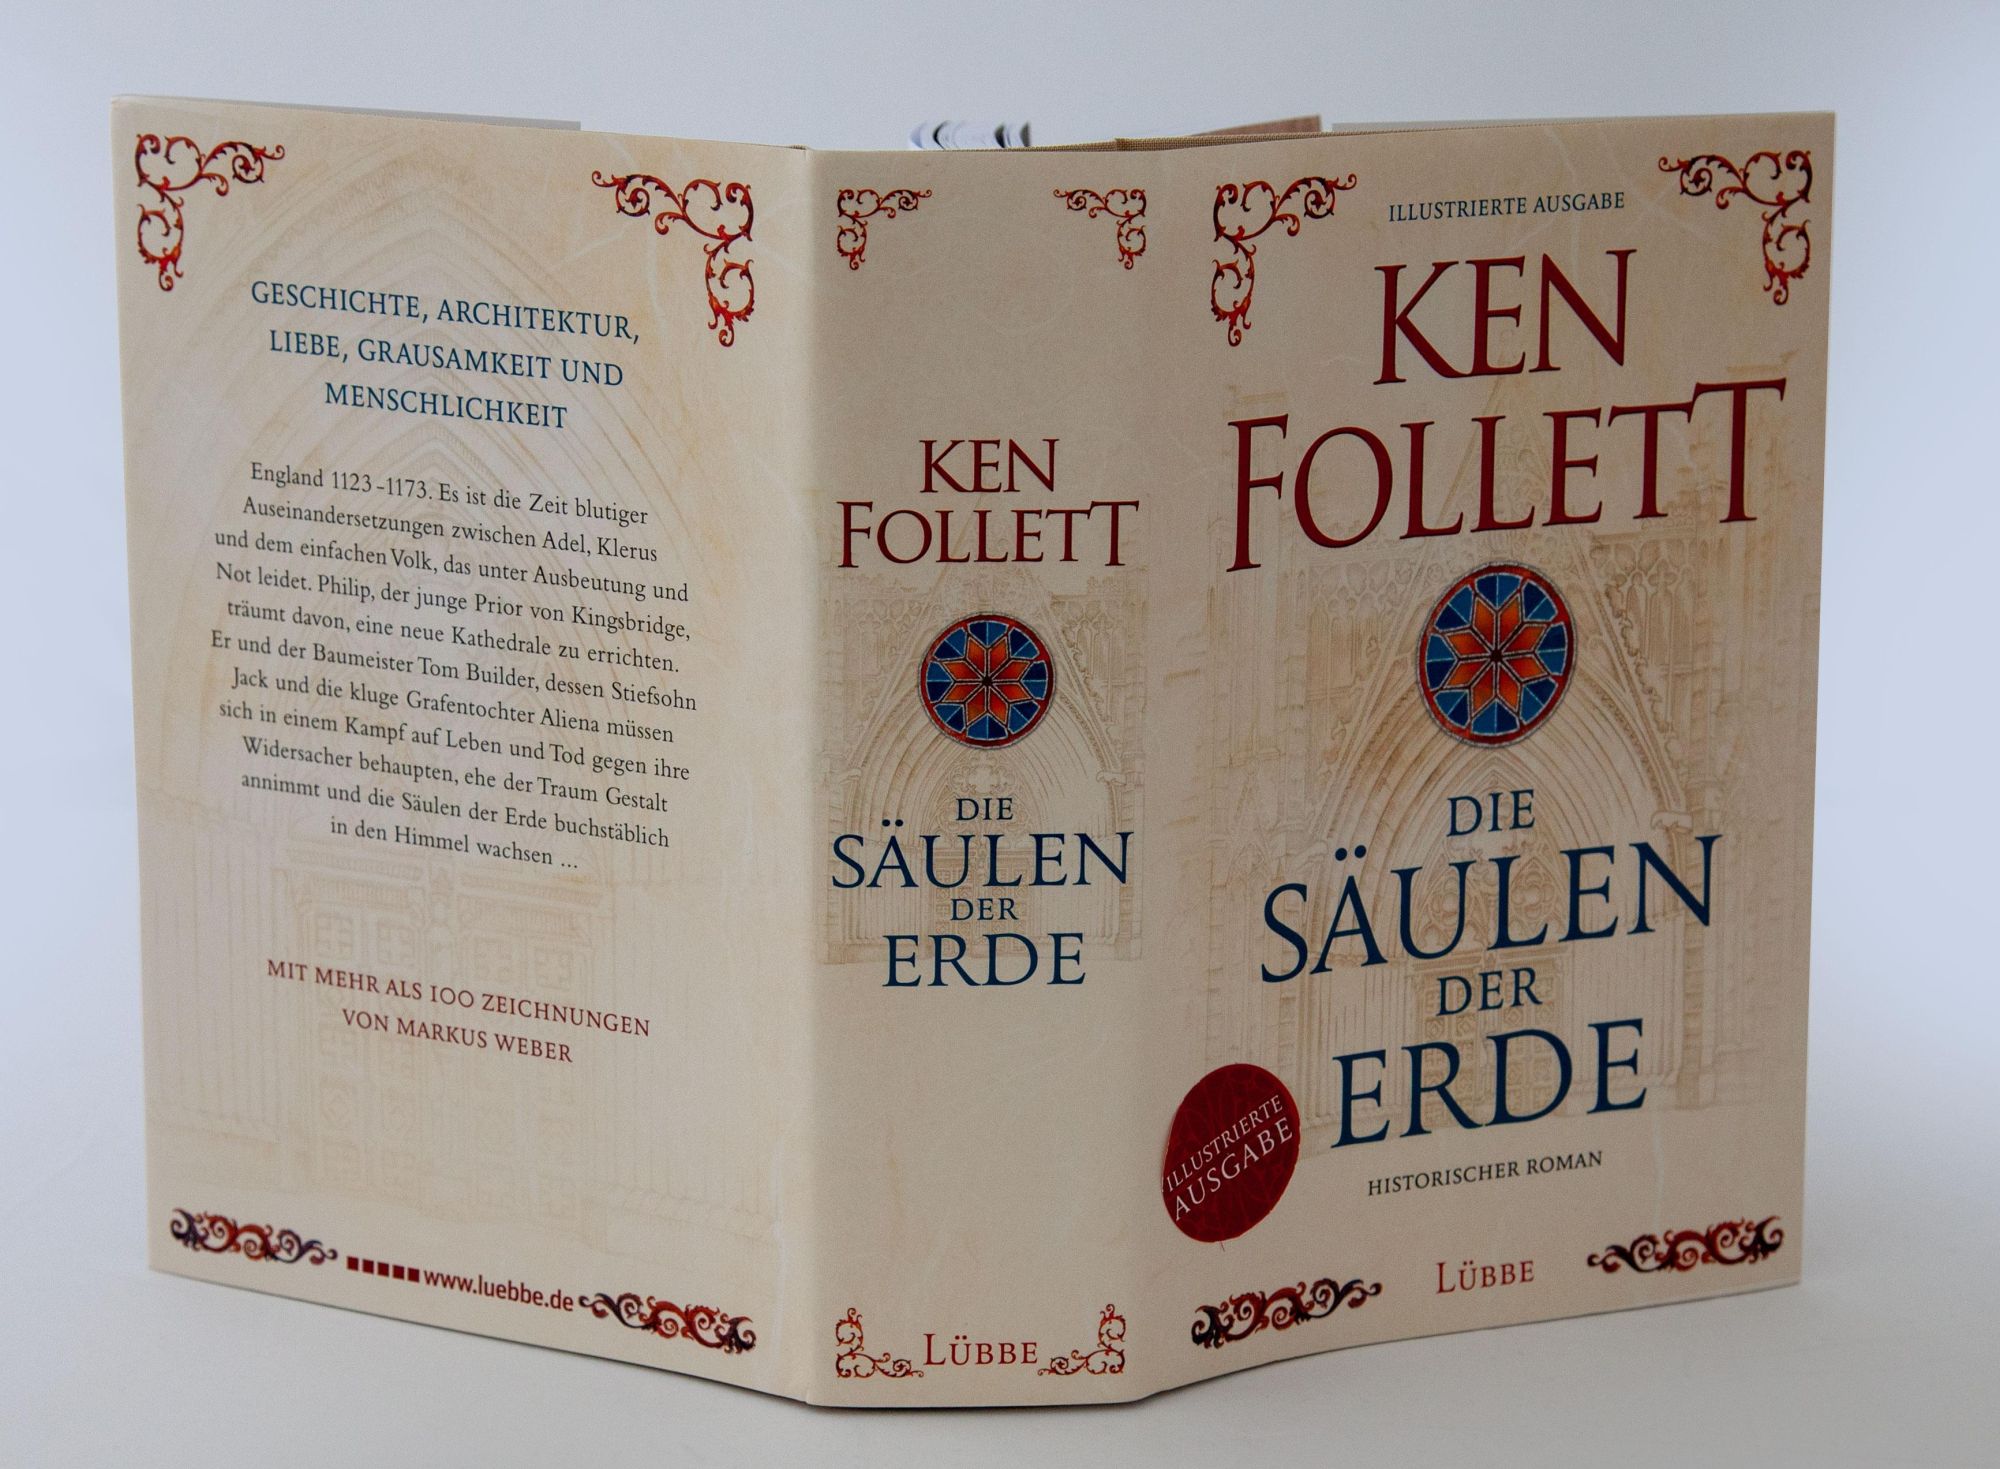 GESCHICHTE, ARCHITEKTUR,
LIEBE, GRAUSAMKEIT UND
MENSCHLICHKEIT
England 1123-1173. Es ist die Zeit blutiger
Auseinandersetzungen zwischen Adel, Klerus
und dem einfachen Volk, das unter Ausbeutung und
Not leidet. Philip, der junge Prior von Kingsbridge,
träumt davon, eine neue Kathedrale zu errichten.
Er und der Baumeister Tom Builder, dessen Stiefsohn
Jack und die kluge Grafentochter Aliena müssen
sich in einem Kampf auf Leben und Tod gegen ihre
Widersacher behaupten, ehe der Traum Gestalt
annimmt und die Säulen der Erde buchstäblich
in den Himmel wachsen ...
MIT MEHR ALS 100 ZEICHNUNGEN
VON MARKUS WEBER
www.luebbe.de
KEN
FOLLETT
DIE
SÄULEN
DER
ERDE
LÜBBE
ILLUSTRIERTE AUSGABE
KEN
FOLLETT
DIE
SÄULEN
DER
ERDE
ILLUSTRIERTE
AUSGABE
HISTORISCHER ROMAN
LÜBBE